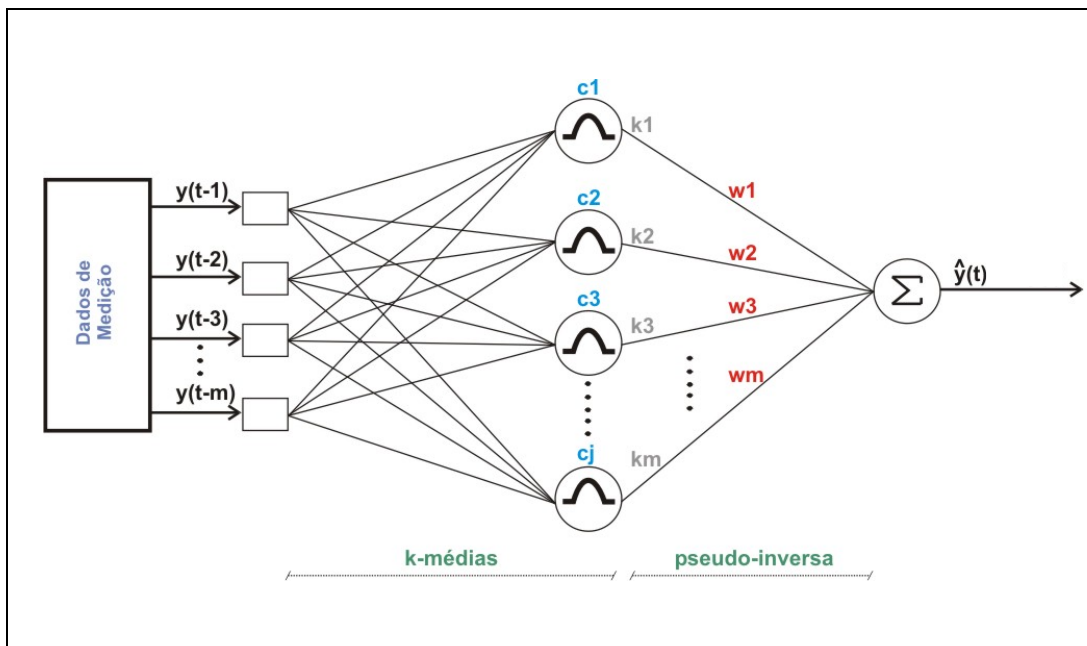 Dados de
Medição
y(t-1)
y(t-2)
y(t-3)
y(t-m)
c1
c2
c3
cj
k1
k2
k3
km
w1
w2
w3
wm
Σ
ŷ(t)
k-médias
pseudo-inversa